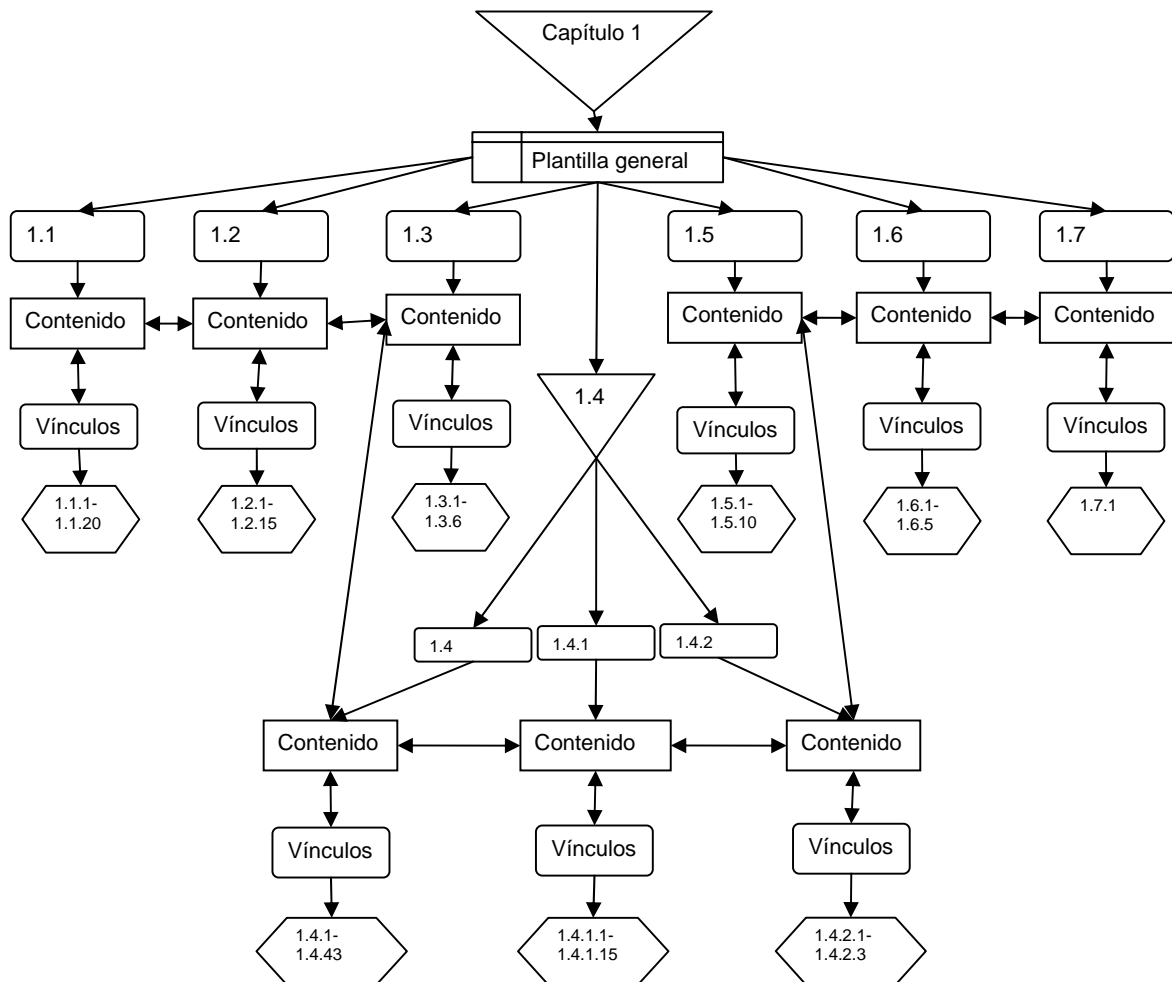 Capítulo 1
Plantilla general
1.1
1.2
1.3
1.5
1.6
1.7
Contenido
Contenido
Contenido
Contenido
Contenido
Contenido
1.4
Vínculos
Vínculos
Vínculos
Vínculos
Vínculos
Vínculos
1.1.1-
1.1.20
1.2.1-
1.2.15
1.3.1-
1.3.6
1.5.1-
1.5.10
1.6.1-
1.6.5
1.7.1
1.4
1.4.1
1.4.2
Contenido
Contenido
Contenido
Vínculos
Vínculos
Vínculos
1.4.1-
1.4.43
1.4.1.1-
1.4.1.15
1.4.2.1-
1.4.2.3